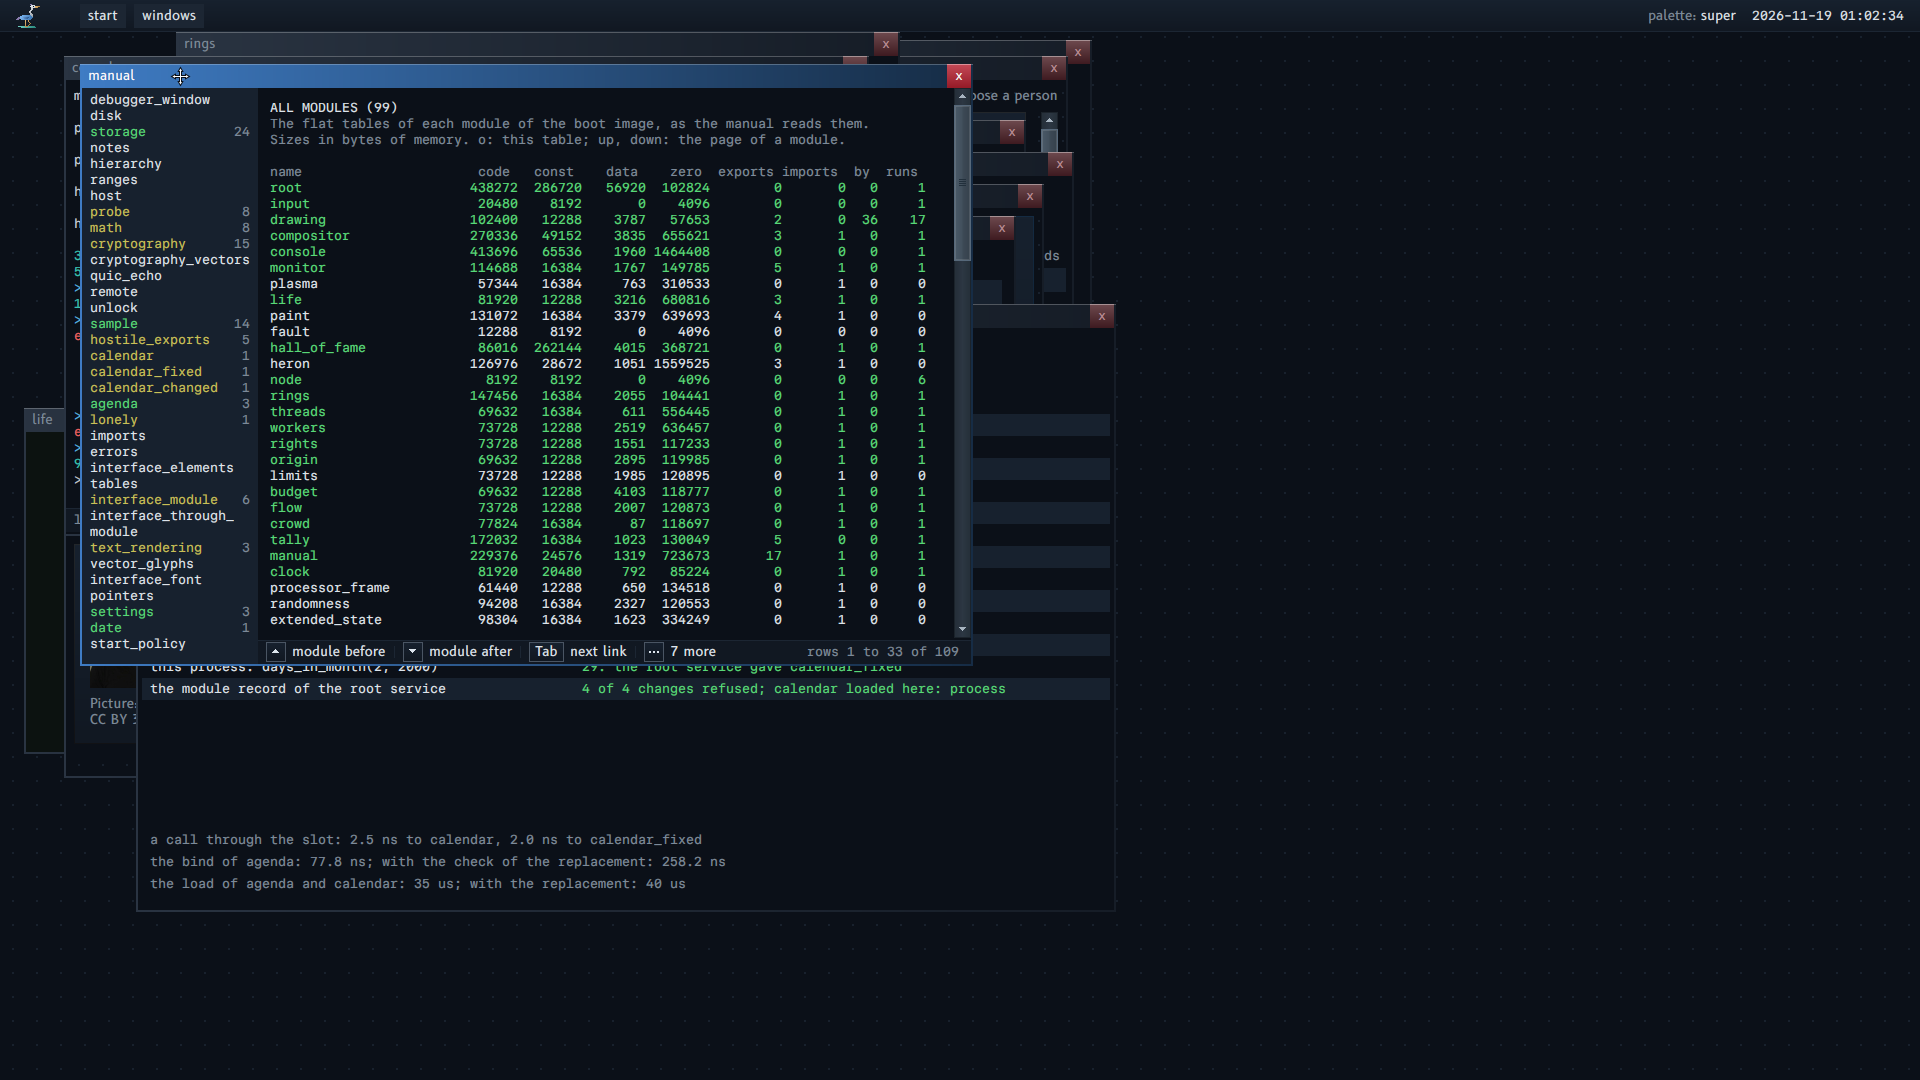 start windows palette: super 2026-11-19 01:02:34
rings x
x
x
manual x
debugger_window
disk
storage 24
notes
hierarchy
ranges
host
probe 8
math 8
cryptography 15
cryptography_vectors
quic_echo
remote
unlock
sample 14
hostile_exports 5
calendar 1
calendar_fixed 1
calendar_changed 1
agenda 3
lonely 1
imports
errors
interface_elements
tables
interface_module 6
interface_through_
module
text_rendering 3
vector_glyphs
interface_font
pointers
settings 3
date 1
start_policy
ALL MODULES (99)
The flat tables of each module of the boot image, as the manual reads them.
Sizes in bytes of memory. o: this table; up, down: the page of a module.
name code const data zero exports imports by runs
root 438272 286720 56920 102824 0 0 0 1
input 20480 8192 0 4096 0 0 0 1
drawing 102400 12288 3787 57653 2 0 36 17
compositor 270336 49152 3835 655621 3 1 0 1
console 413696 65536 1960 1464408 0 0 0 1
monitor 114688 16384 1767 149785 5 1 0 1
plasma 57344 16384 763 310533 0 1 0 0
life 81920 12288 3216 680816 3 1 0 1
paint 131072 16384 3379 639693 4 1 0 0
fault 12288 8192 0 4096 0 0 0 0
hall_of_fame 86016 262144 4015 368721 0 1 0 1
heron 126976 28672 1051 1559525 3 1 0 0
node 8192 8192 0 4096 0 0 0 6
rings 147456 16384 2055 104441 0 1 0 1
threads 69632 16384 611 556445 0 1 0 1
workers 73728 12288 2519 636457 0 1 0 1
rights 73728 12288 1551 117233 0 1 0 1
origin 69632 12288 2895 119985 0 1 0 1
limits 73728 12288 1985 120895 0 1 0 0
budget 69632 12288 4103 118777 0 1 0 1
flow 73728 12288 2007 120873 0 1 0 1
crowd 77824 16384 87 118697 0 1 0 1
tally 172032 16384 1023 130049 5 0 0 1
manual 229376 24576 1319 723673 17 1 0 1
clock 81920 20480 792 85224 0 1 0 1
processor_frame 61440 12288 650 134518 0 1 0 0
randomness 94208 16384 2327 120553 0 1 0 0
extended_state 98304 16384 1623 334249 0 1 0 0
module before module after Tab next link ... 7 more rows 1 to 33 of 109
a person
x
x
x
x
ds
x
life
this process: days_in_month(2, 2000) 29: the root service gave calendar_fixed
the module record of the root service 4 of 4 changes refused; calendar loaded here: process
Picture:
CC BY
a call through the slot: 2.5 ns to calendar, 2.0 ns to calendar_fixed
the bind of agenda: 77.8 ns; with the check of the replacement: 258.2 ns
the load of agenda and calendar: 35 us; with the replacement: 40 us